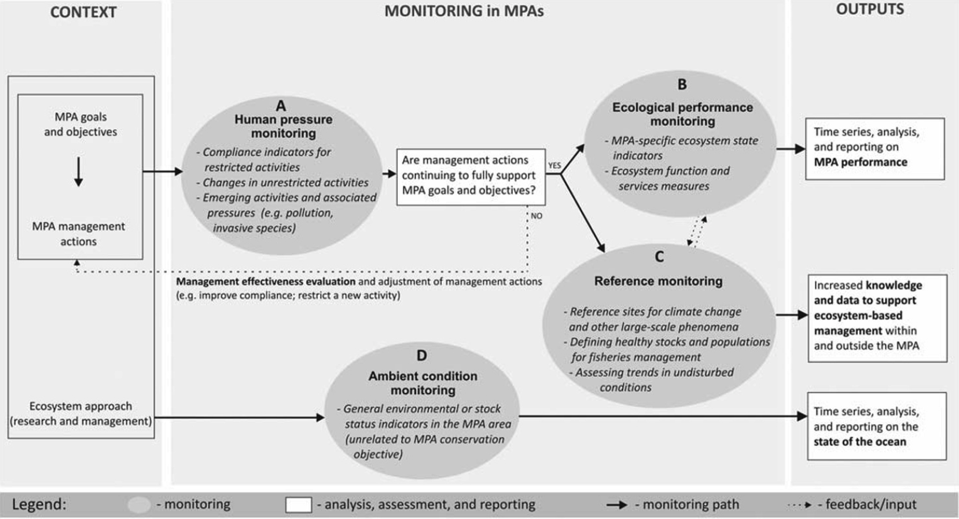 CONTEXT
MONITORING in MPAs
OUTPUTS
MPA goals
and objectives
MPA management
actions
Ecosystem approach
(research and management)
A
Human pressure
monitoring
- Compliance indicators for
restricted activities
- Changes in unrestricted activities
- Emerging activities and associated
pressures (e.g. pollution,
invasive species)
Are management actions
continuing to fully support
MPA goals and objectives?
YES
NO
Management effectiveness evaluation and adjustment of management actions
(e.g. improve compliance; restrict a new activity)
B
Ecological performance
monitoring
- MPA-specific ecosystem state
indicators
- Ecosystem function and
services measures
C
Reference monitoring
- Reference sites for climate change
and other large-scale phenomena
- Defining healthy stocks and populations
for fisheries management
- Assessing trends in undisturbed
conditions
D
Ambient condition
monitoring
- General environmental or stock
status indicators in the MPA area
(unrelated to MPA conservation
objective)
Time series, analysis,
and reporting on
MPA performance
Increased knowledge
and data to support
ecosystem-based
management within
and outside the MPA
Time series, analysis,
and reporting on the
state of the ocean
Legend:
- monitoring
- analysis, assessment, and reporting
- monitoring path
- feedback/input